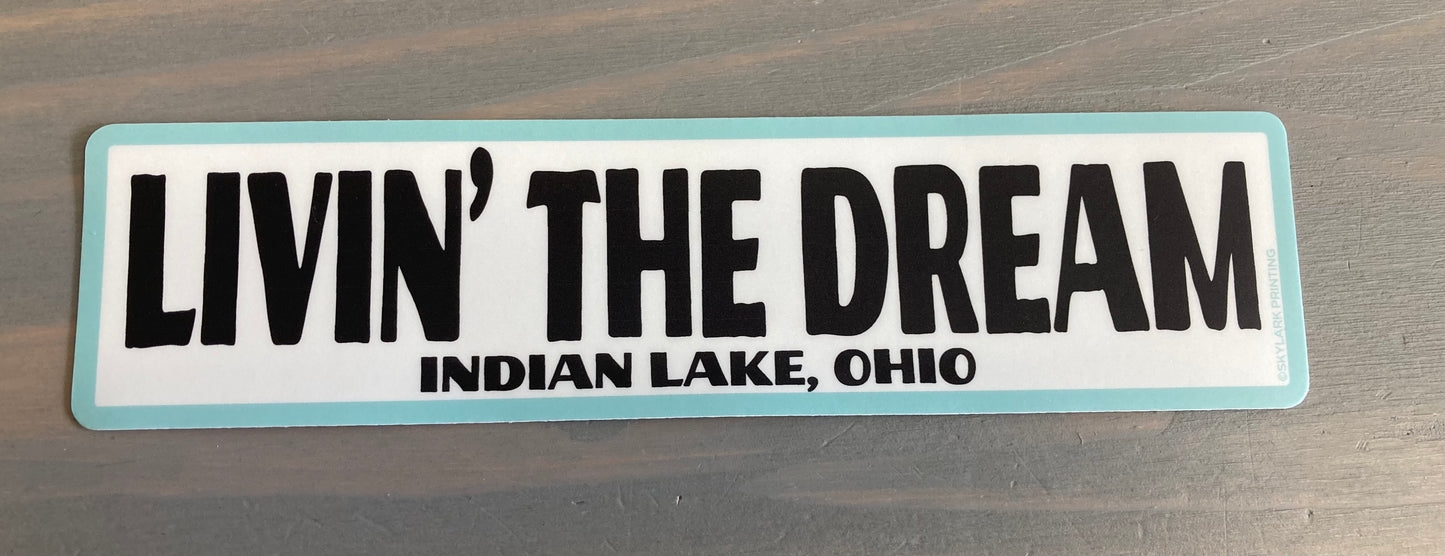 LIVIN' THE DREAM
INDIAN LAKE, OHIO
©SKYLARK PRINTING